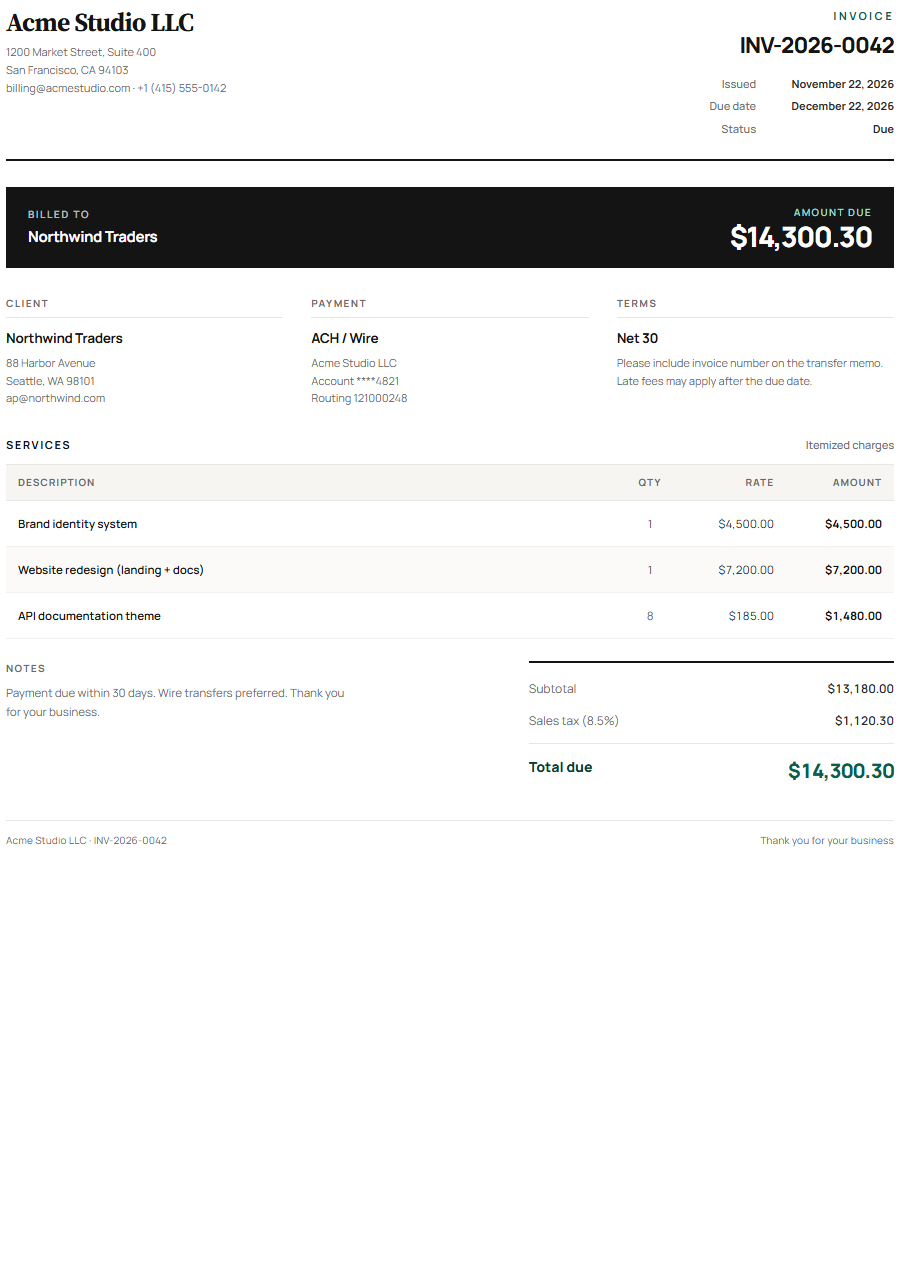 Acme Studio LLC
1200 Market Street, Suite 400
San Francisco, CA 94103
billing@acmestudio.com · +1 (415) 555-0142
INVOICE
INV-2026-0042
Issued November 22, 2026
Due date December 22, 2026
Status Due
BILLED TO
Northwind Traders
AMOUNT DUE
$14,300.30
CLIENT
Northwind Traders
88 Harbor Avenue
Seattle, WA 98101
ap@northwind.com
PAYMENT
ACH / Wire
Acme Studio LLC
Account ****4821
Routing 121000248
TERMS
Net 30
Please include invoice number on the transfer memo.
Late fees may apply after the due date.
SERVICES Itemized charges
DESCRIPTION QTY RATE AMOUNT
Brand identity system 1 $4,500.00 $4,500.00
Website redesign (landing + docs) 1 $7,200.00 $7,200.00
API documentation theme 8 $185.00 $1,480.00
NOTES
Payment due within 30 days. Wire transfers preferred. Thank you
for your business.
Subtotal $13,180.00
Sales tax (8.5%) $1,120.30
Total due $14,300.30
Acme Studio LLC · INV-2026-0042 Thank you for your business